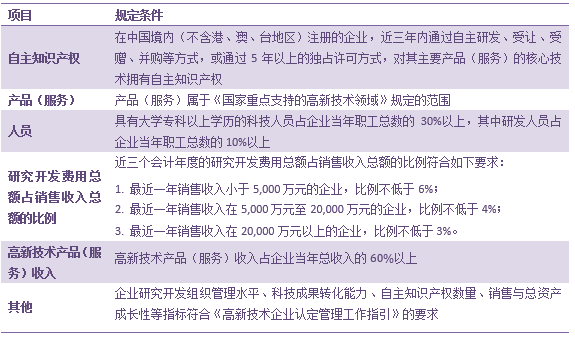 项目 规定条件
自主知识产权
在中国境内（不含港、澳、台地区）注册的企业，近三年内通过自主研发、受让、受
赠、并购等方式，或通过 5 年以上的独占许可方式，对其主要产品（服务）的核心技
术拥有自主知识产权
产品（服务） 产品（服务）属于《国家重点支持的高新技术领域》规定的范围
人员
具有大学专科以上学历的科技人员占企业当年职工总数的 30%以上，其中研发人员占
企业当年职工总数的 10%以上
研究开发费用总
额占销售收入总
额的比例
近三个会计年度的研究开发费用总额占销售收入总额的比例符合如下要求：
1. 最近一年销售收入小于 5,000 万元的企业，比例不低于 6%；
2. 最近一年销售收入在 5,000 万元至 20,000 万元的企业，比例不低于 4%；
3. 最近一年销售收入在 20,000 万元以上的企业，比例不低于 3%。
高新技术产品（服
务）收入
高新技术产品（服务）收入占企业当年总收入的 60%以上
其他
企业研究开发组织管理水平、科技成果转化能力、自主知识产权数量、销售与总资产
成长性等指标符合《高新技术企业认定管理工作指引》的要求